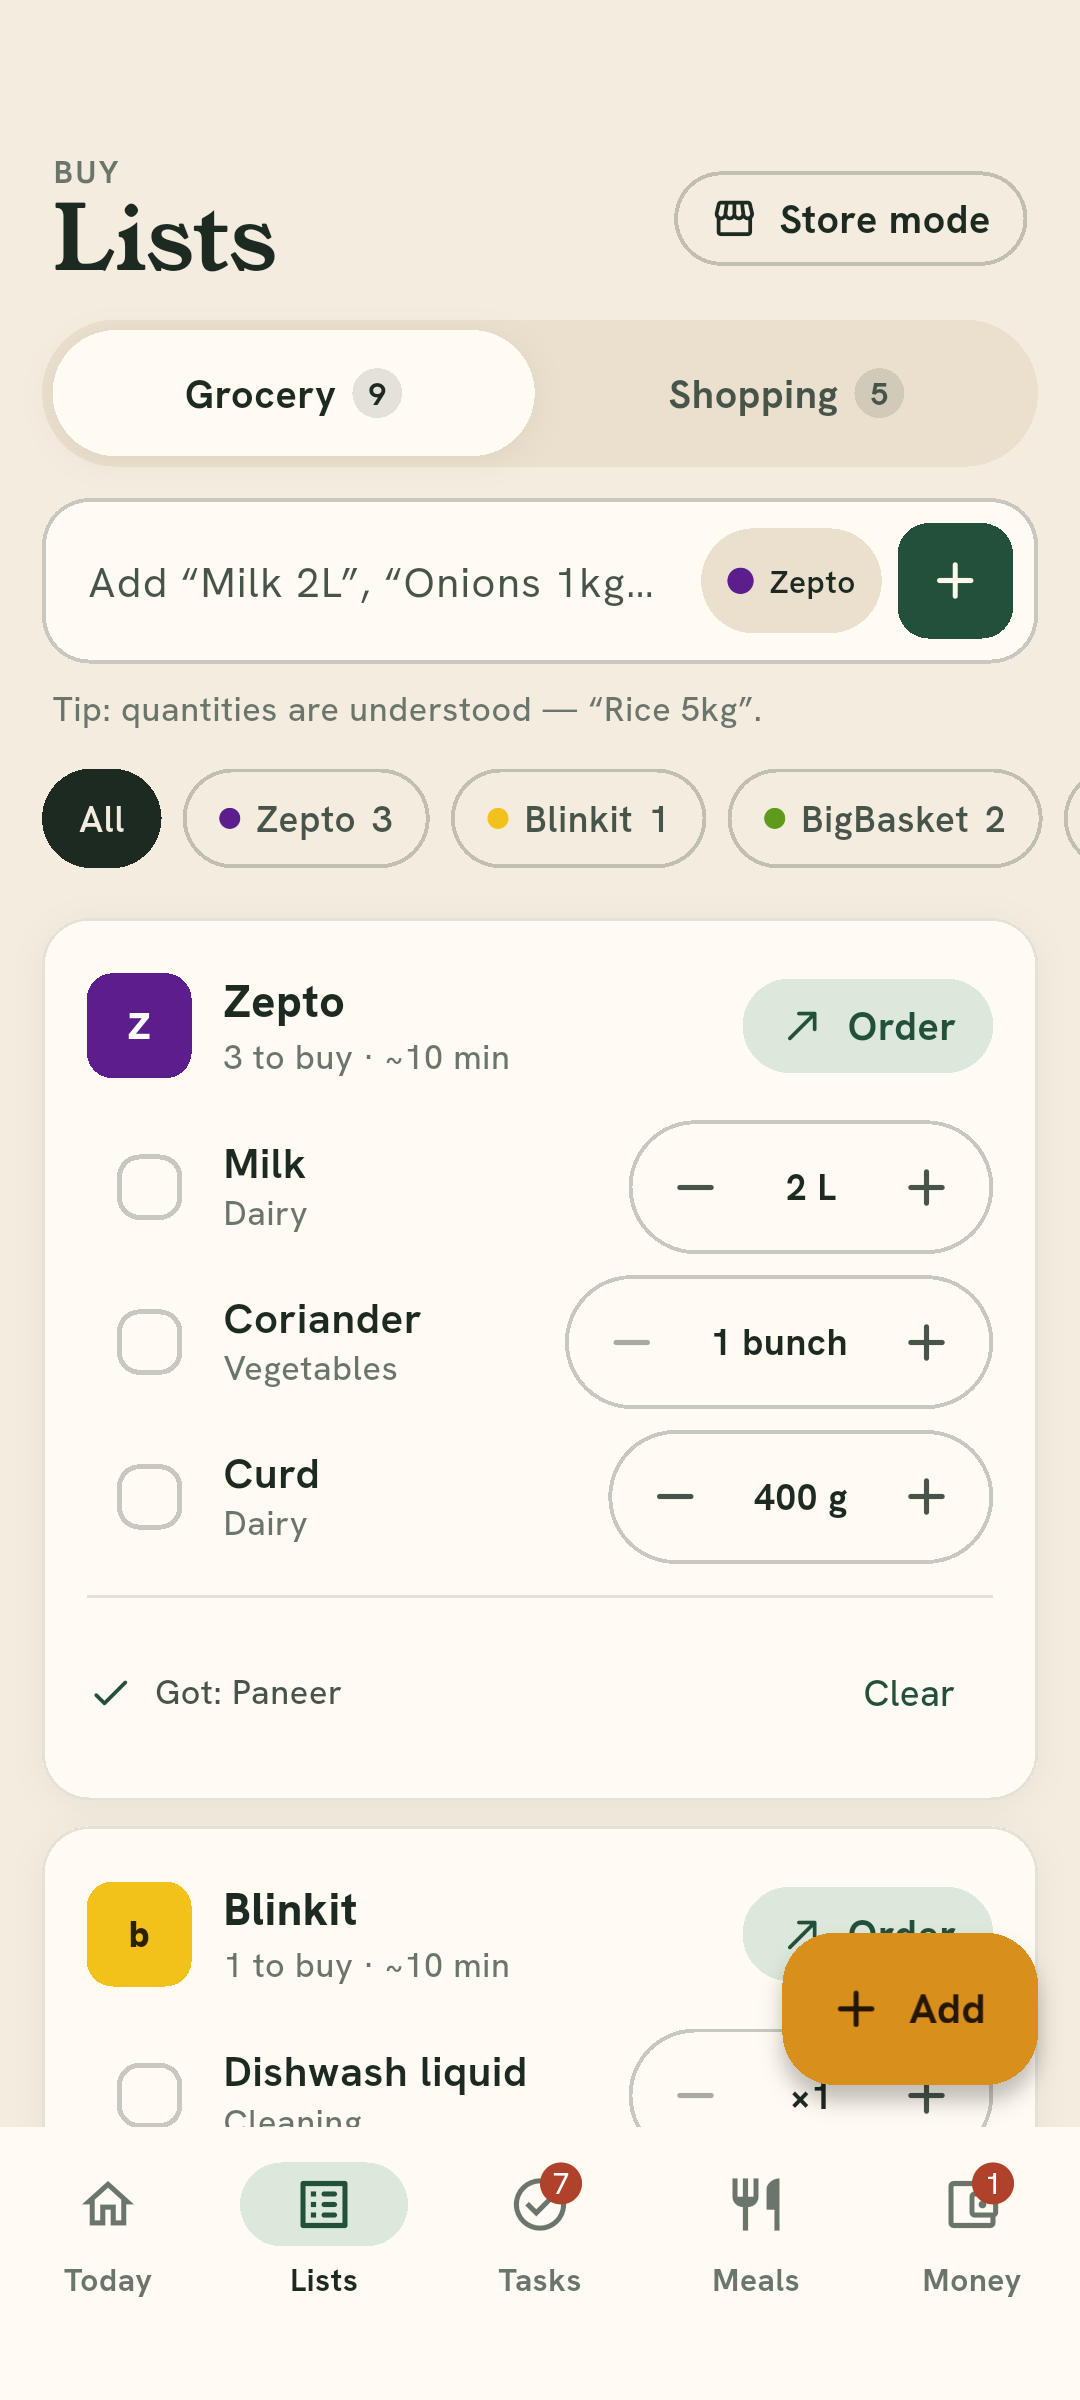 BUY
Lists
Store mode
Grocery 9
Shopping 5
Add “Milk 2L”, “Onions 1kg...
Zepto
Tip: quantities are understood — “Rice 5kg”.
All
Zepto 3
Blinkit 1
BigBasket 2
Z
Zepto
3 to buy · ~10 min
Order
Milk
Dairy
2 L
Coriander
Vegetables
1 bunch
Curd
Dairy
400 g
Got: Paneer
Clear
b
Blinkit
1 to buy · ~10 min
Order
Add
Dishwash liquid
Cleaning
×1
7
1
Today
Lists
Tasks
Meals
Money